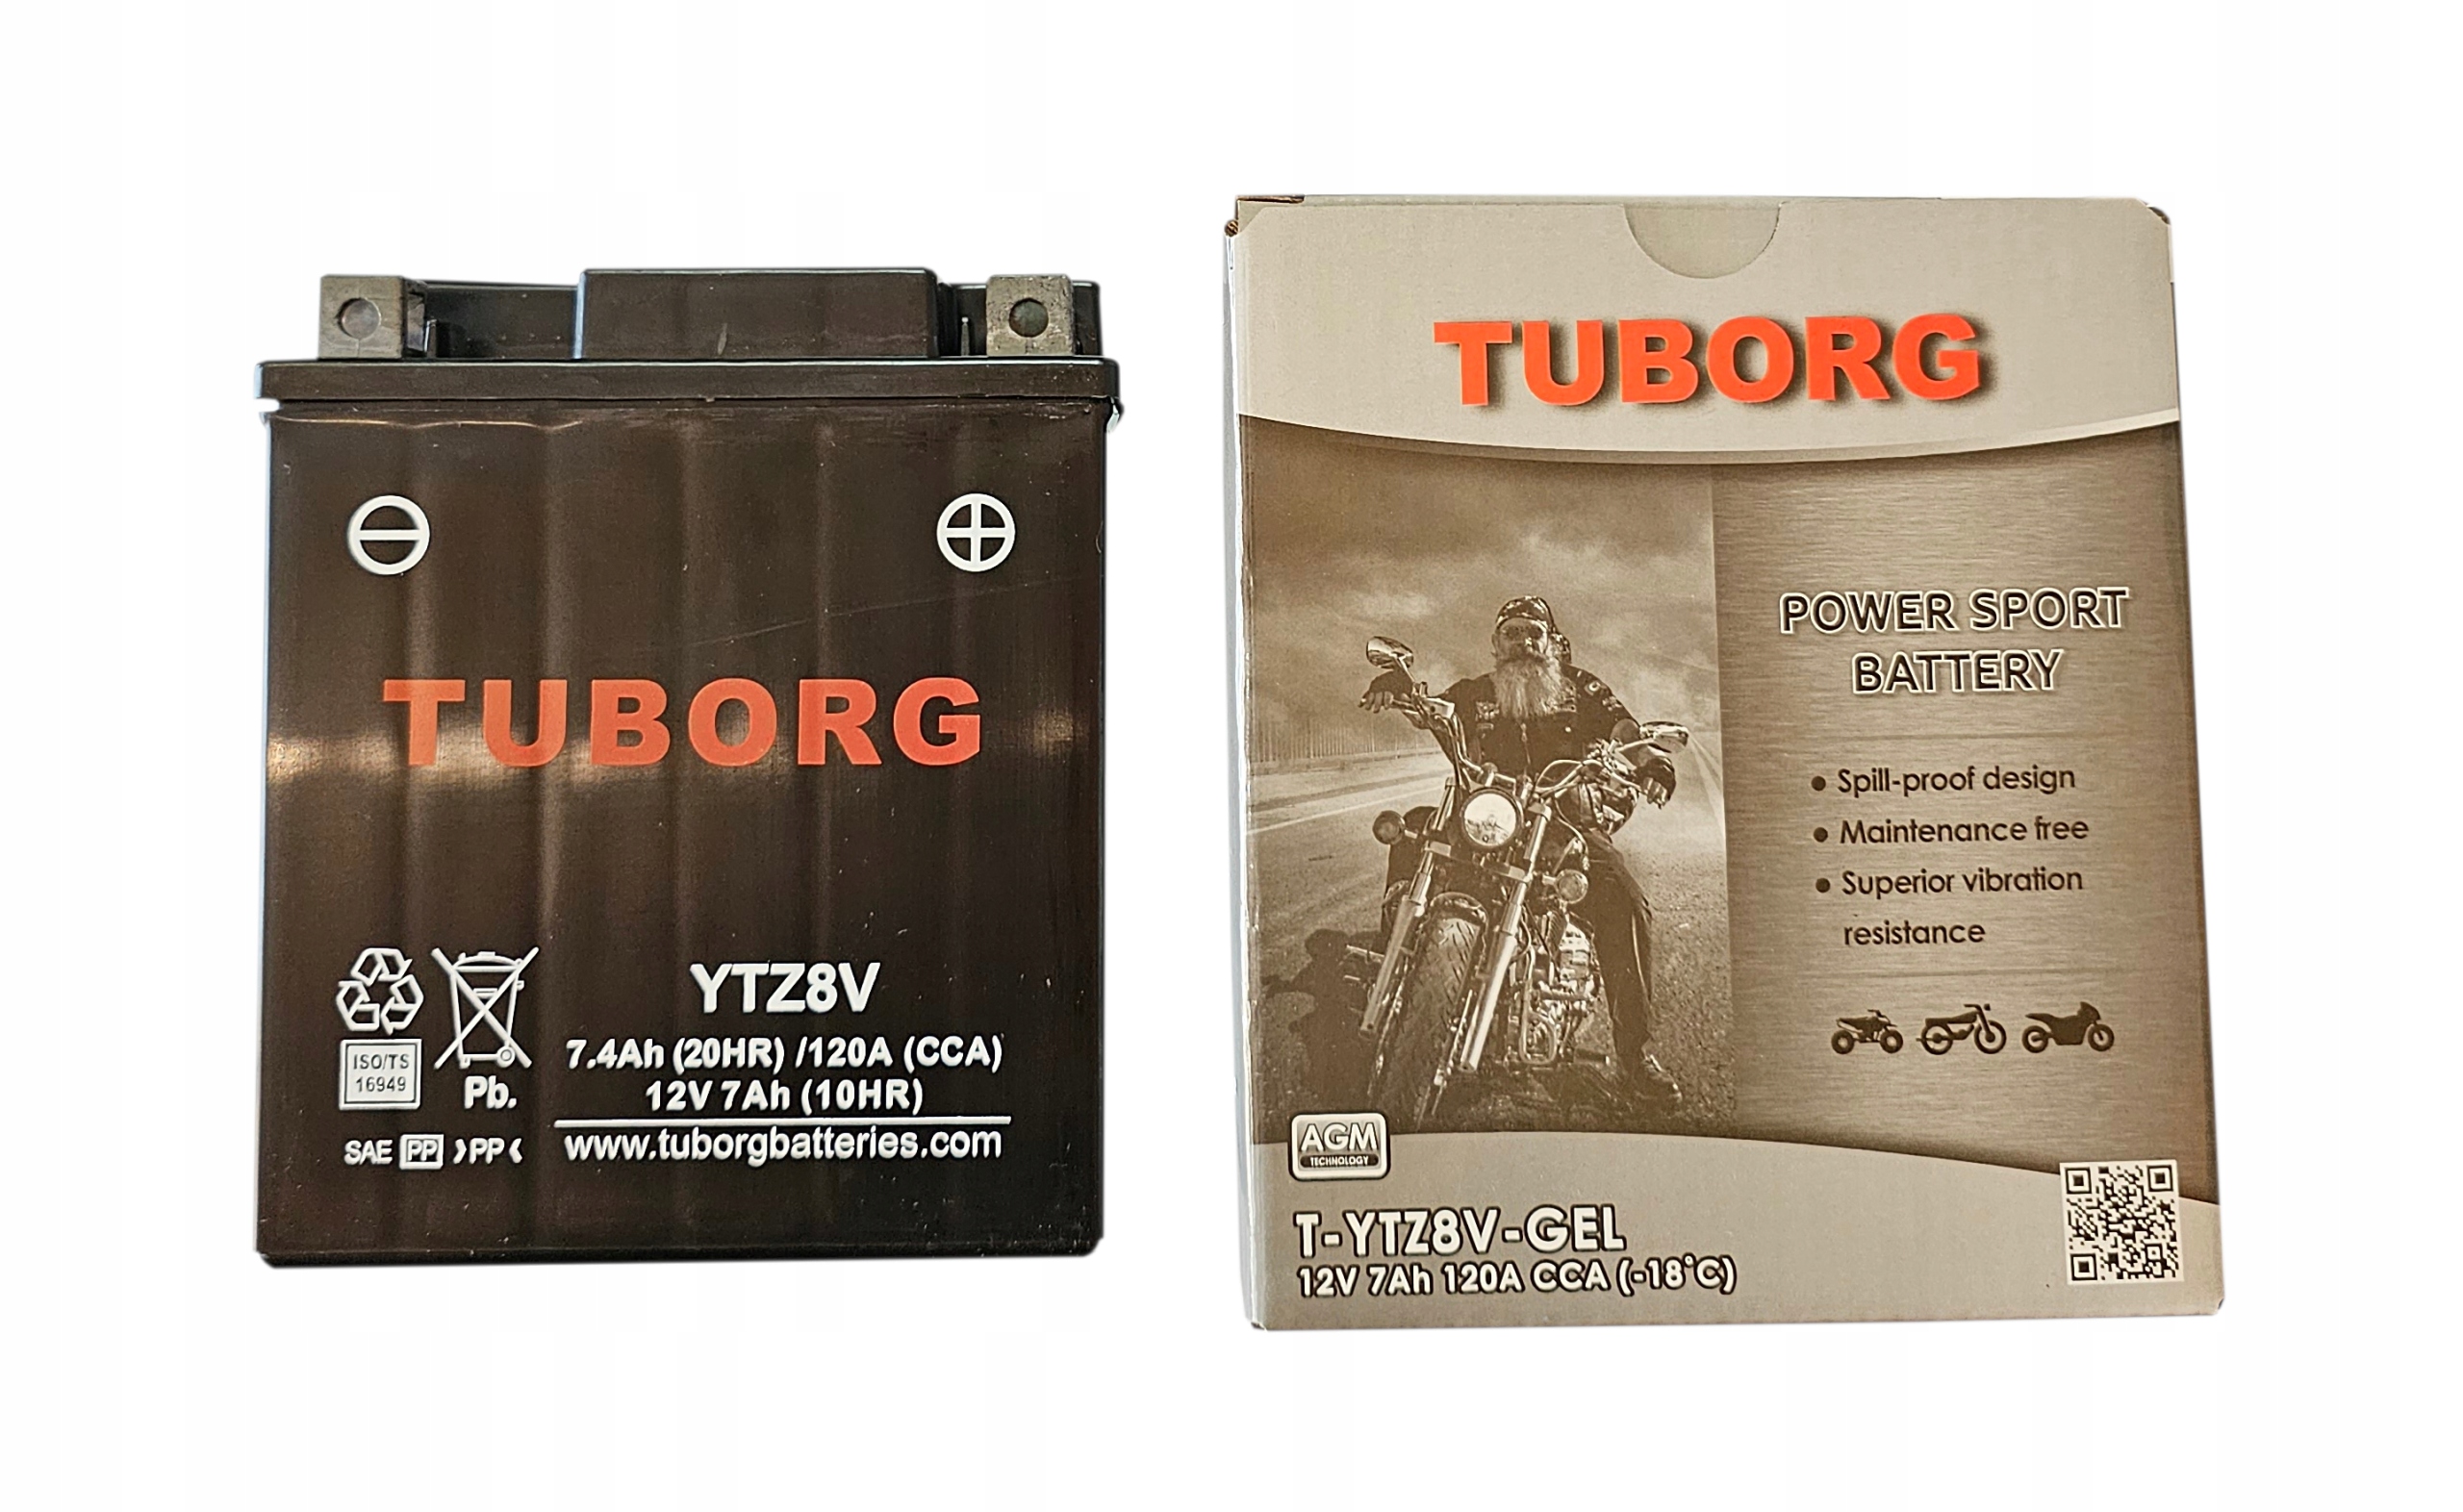 TUBORG
YTZ8V
7.4Ah (20HR) /120A (CCA)
12V 7Ah (10HR)
www.tuborgbatteries.com
ISO/TS
16949
Pb.
SAE PP >PP<
TUBORG
POWER SPORT
BATTERY
• Spill-proof design
• Maintenance free
• Superior vibration
resistance
AGM
TECHNOLOGY
T-YTZ8V-GEL
12V 7Ah 120A CCA (-18°C)